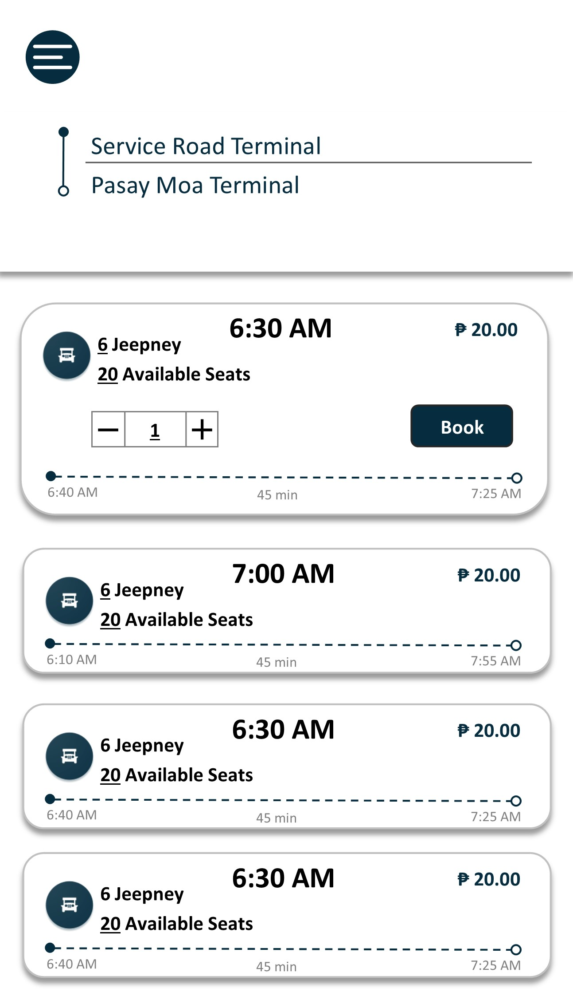 Service Road Terminal
Pasay Moa Terminal
6:30 AM
₱ 20.00
6 Jeepney
20 Available Seats
1
Book
6:40 AM
45 min
7:25 AM
7:00 AM
₱ 20.00
6 Jeepney
20 Available Seats
6:10 AM
45 min
7:55 AM
6:30 AM
₱ 20.00
6 Jeepney
20 Available Seats
6:40 AM
45 min
7:25 AM
6:30 AM
₱ 20.00
6 Jeepney
20 Available Seats
6:40 AM
45 min
7:25 AM